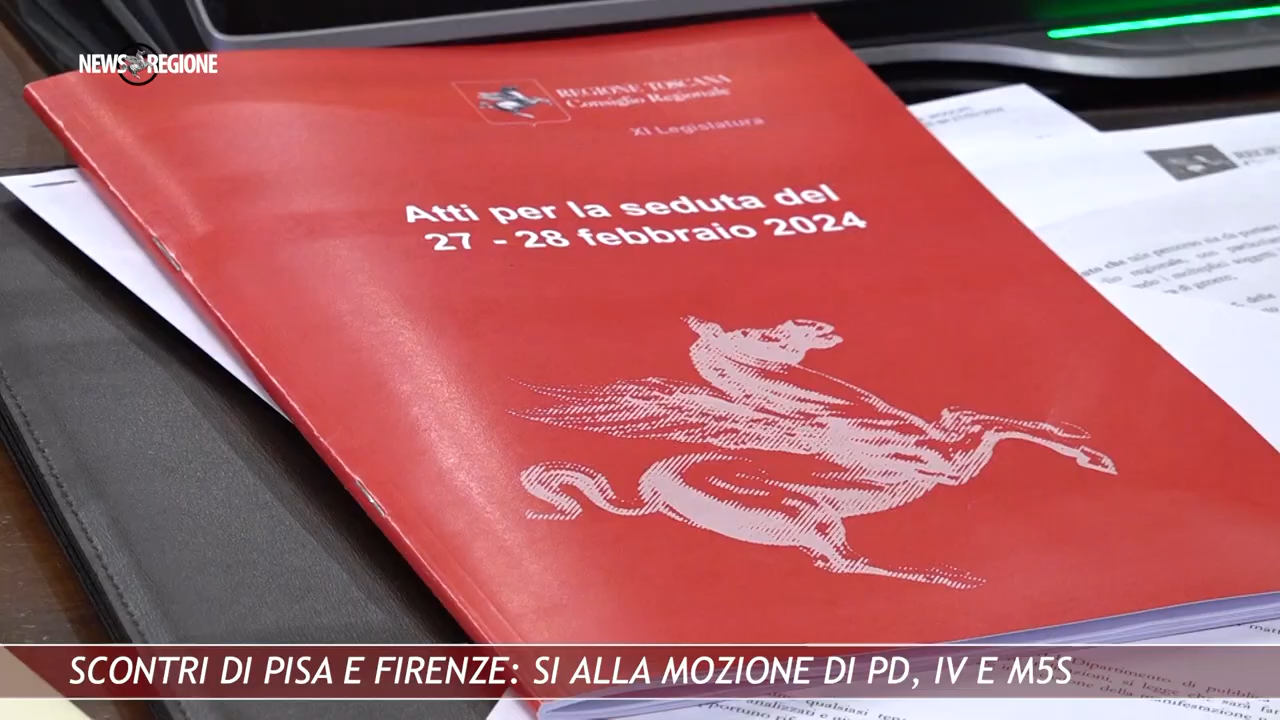 NEWS REGIONE
REGIONE TOSCANA
Consiglio Regionale
XI Legislatura
Atti per la seduta del
27 - 28 febbraio 2024
SCONTRI DI PISA E FIRENZE: SI ALLA MOZIONE DI PD, IV E M5S